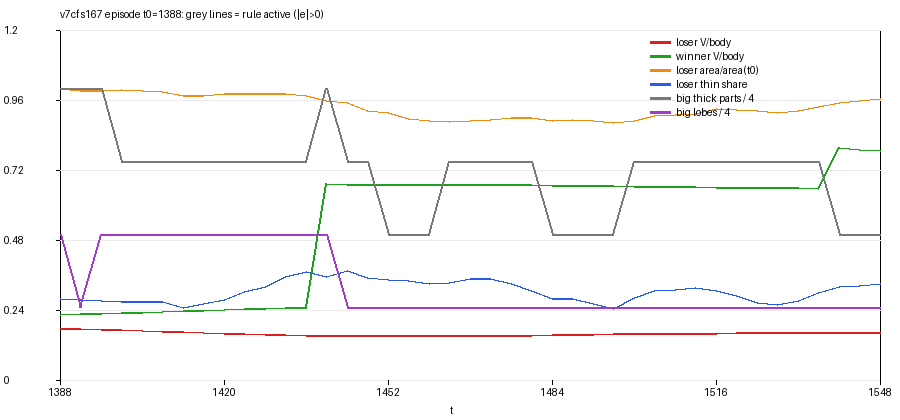 v7cf s167 episode t0=1388: grey lines = rule active (|e|>0)
1.2
0.96
0.72
0.48
0.24
0
loser V/body
winner V/body
loser area/area(t0)
loser thin share
big thick parts / 4
big lobes / 4
1388
1420
1452
1484
1516
1548
t